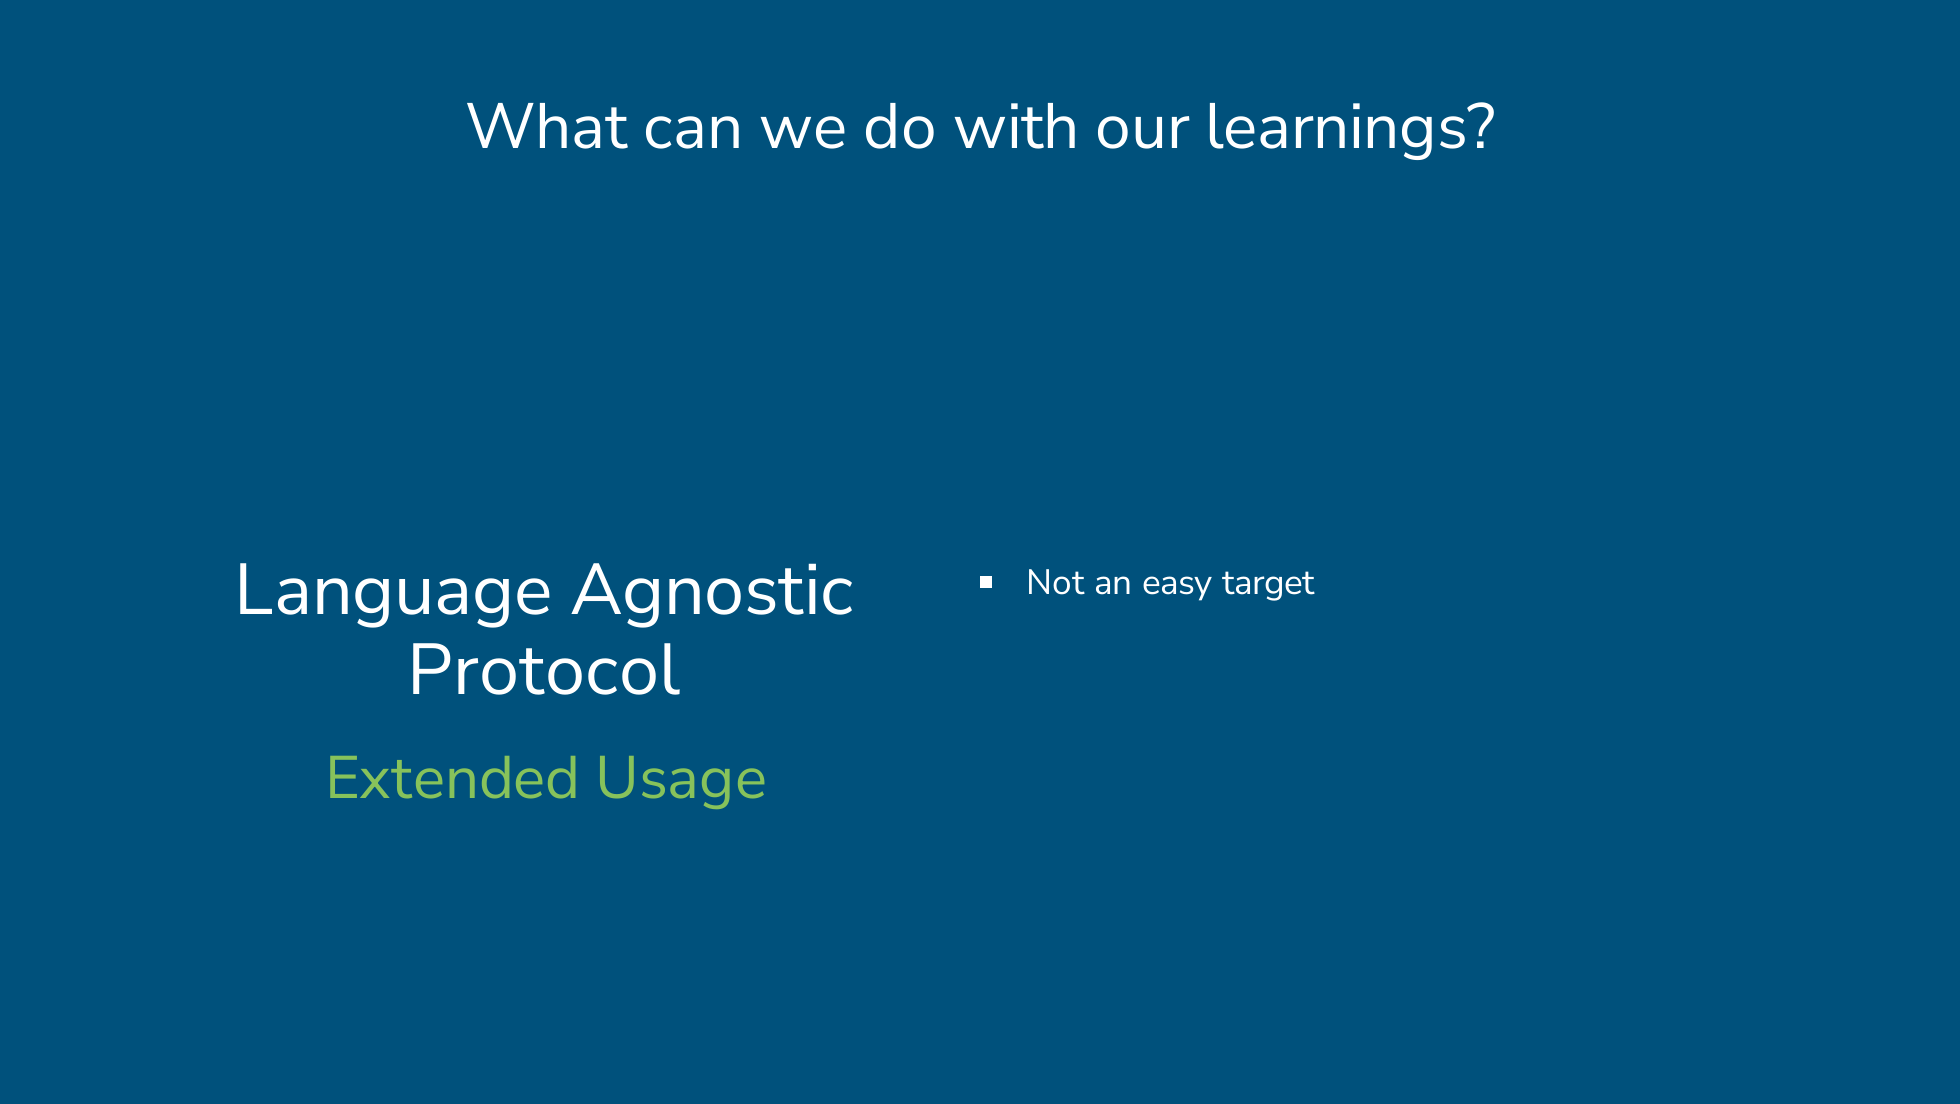 What can we do with our learnings?
Language Agnostic
Protocol
Extended Usage
Not an easy target